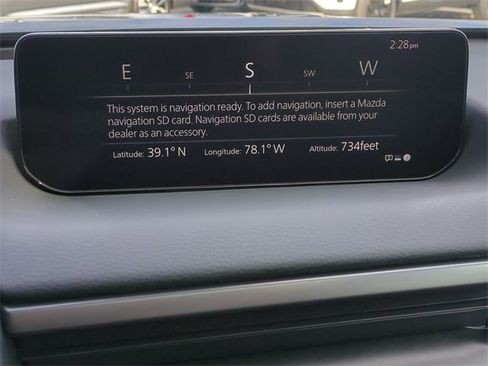 2:28pm
E SE S SW W
This system is navigation ready. To add navigation, insert a Mazda
navigation SD card. Navigation SD cards are available from your
dealer as an accessory.
Latitude: 39.1° N Longitude: 78.1° W Altitude: 734feet